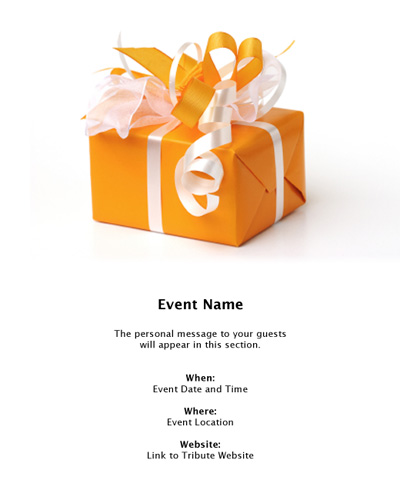 Event Name
The personal message to your guests
will appear in this section.
When:
Event Date and Time
Where:
Event Location
Website:
Link to Tribute Website